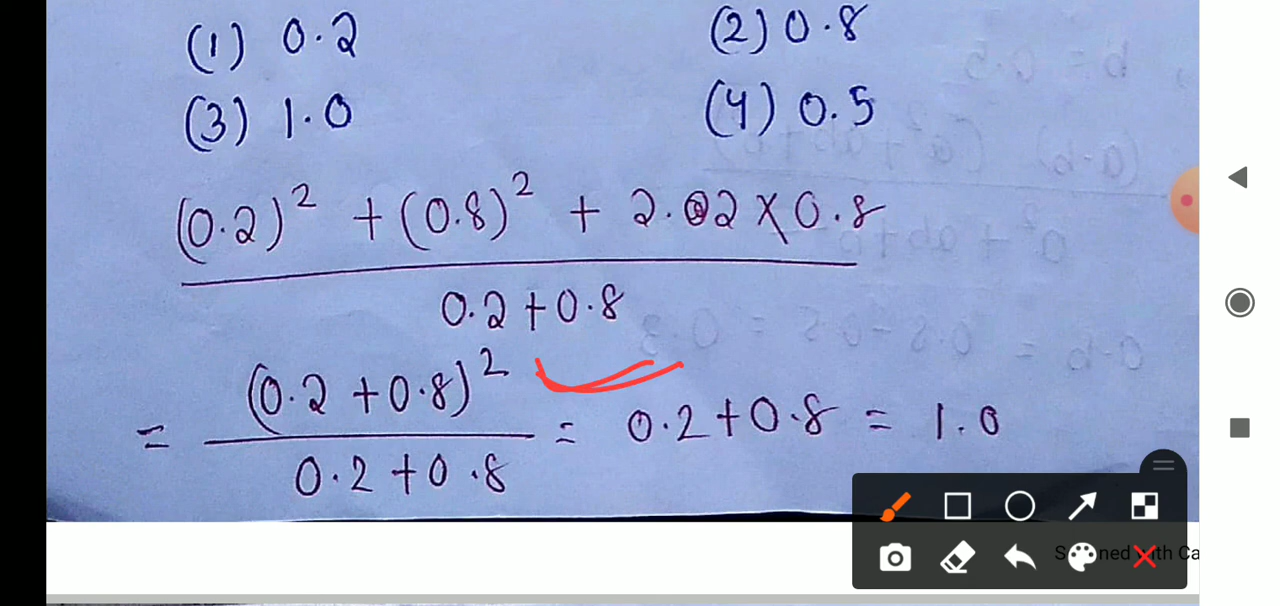 (1) 0.2 (2) 0.8
(3) 1.0 (4) 0.5
(0.2)² + (0.8)² + 2.02 × 0.8
0.2 + 0.8
= (0.2 + 0.8)² / 0.2 + 0.8 = 0.2 + 0.8 = 1.0